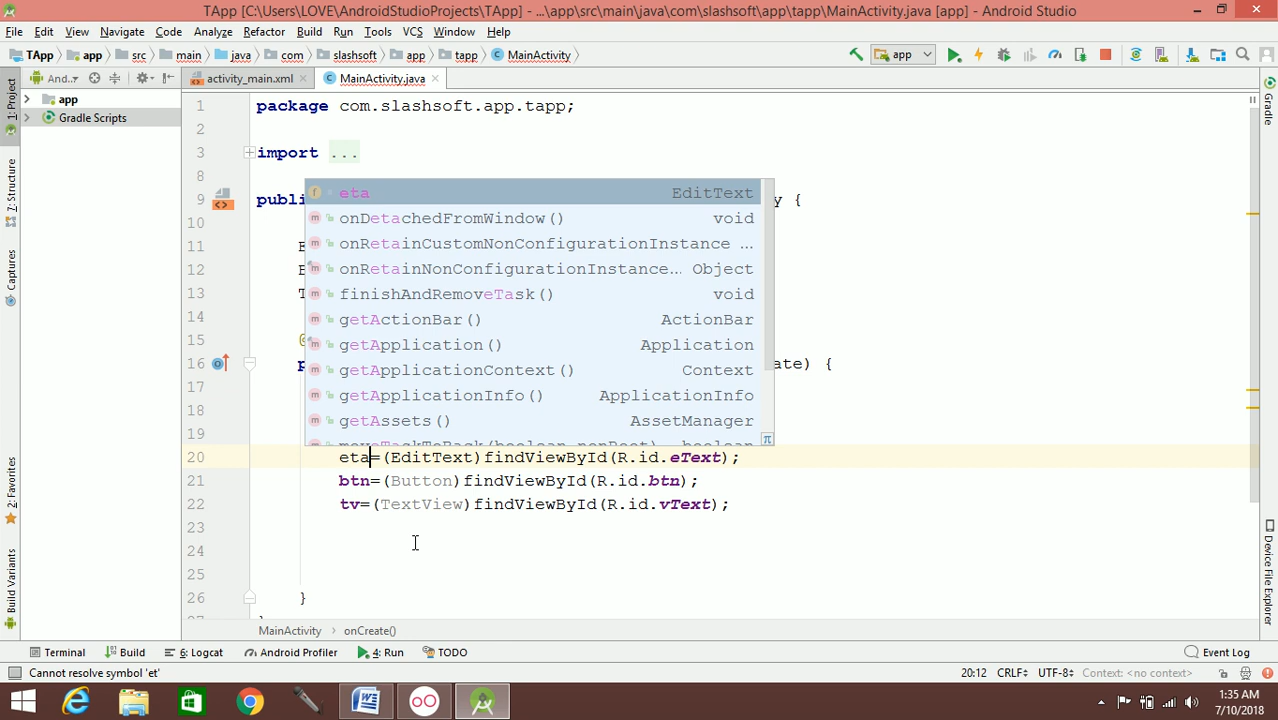 TApp [C:\Users\LOVE\AndroidStudioProjects\TApp] - ...\app\src\main\java\com\slashsoft\app\tapp\MainActivity.java [app] - Android Studio
File Edit View Navigate Code Analyze Refactor Build Run Tools VCS Window Help
TApp app src main java com slashsoft app tapp MainActivity app
And... activity_main.xml MainActivity.java
1: Project
Z: Structure
Captures
2: Favorites
Build Variants
app
Gradle Scripts
1 package com.slashsoft.app.tapp;
2
3 import ...
8
9 publi y {
10
11 E
12 E
13 T
14
15 @
16 p ate) {
17
18
19
eta EditText
onDetachedFromWindow() void
onRetainCustomNonConfigurationInstance ...
onRetainNonConfigurationInstance... Object
finishAndRemoveTask() void
getActionBar() ActionBar
getApplication() Application
getApplicationContext() Context
getApplicationInfo() ApplicationInfo
getAssets() AssetManager
moveTaskToBack(boolean nonRoot) boolean
π
20 eta=(EditText)findViewById(R.id.eText);
21 btn=(Button)findViewById(R.id.btn);
22 tv=(TextView)findViewById(R.id.vText);
23
24
25
26 }
27 }
MainActivity onCreate()
Gradle
Device File Explorer
Terminal Build 6: Logcat Android Profiler 4: Run TODO Event Log
Cannot resolve symbol 'et' 20:12 CRLF UTF-8 Context: <no context>
1:35 AM
7/10/2018